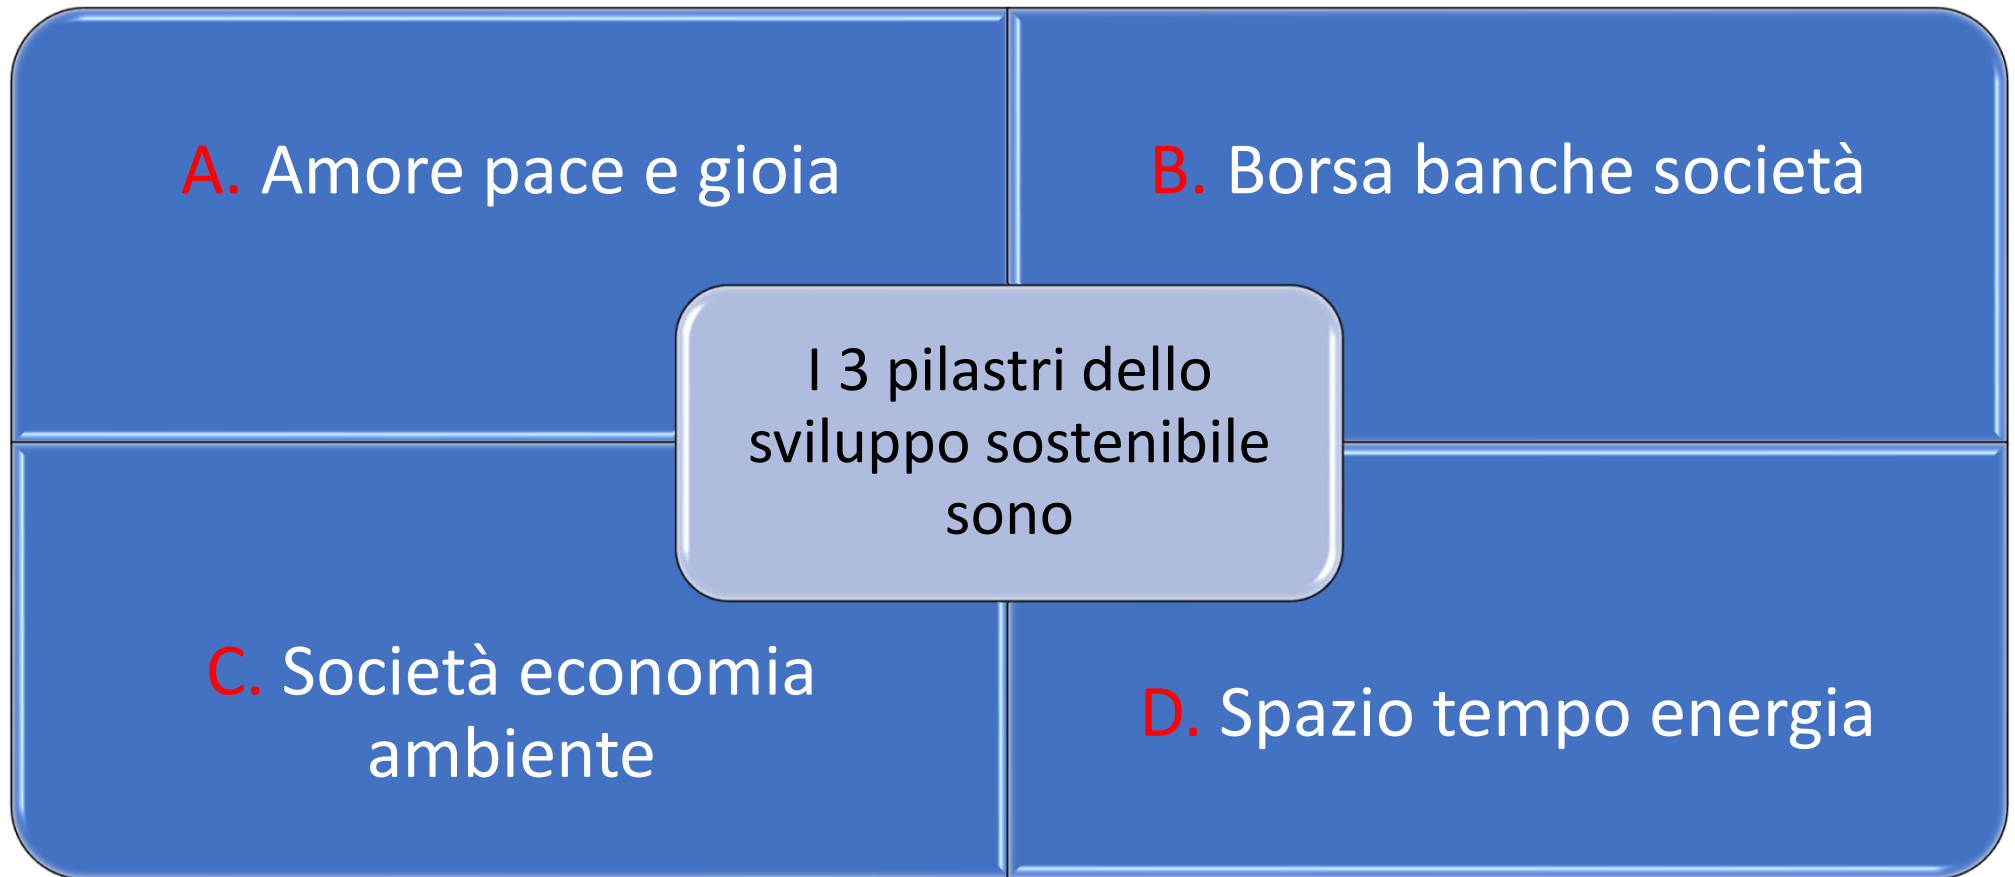 A. Amore pace e gioia
B. Borsa banche società
I 3 pilastri dello
sviluppo sostenibile
sono
C. Società economia
ambiente
D. Spazio tempo energia